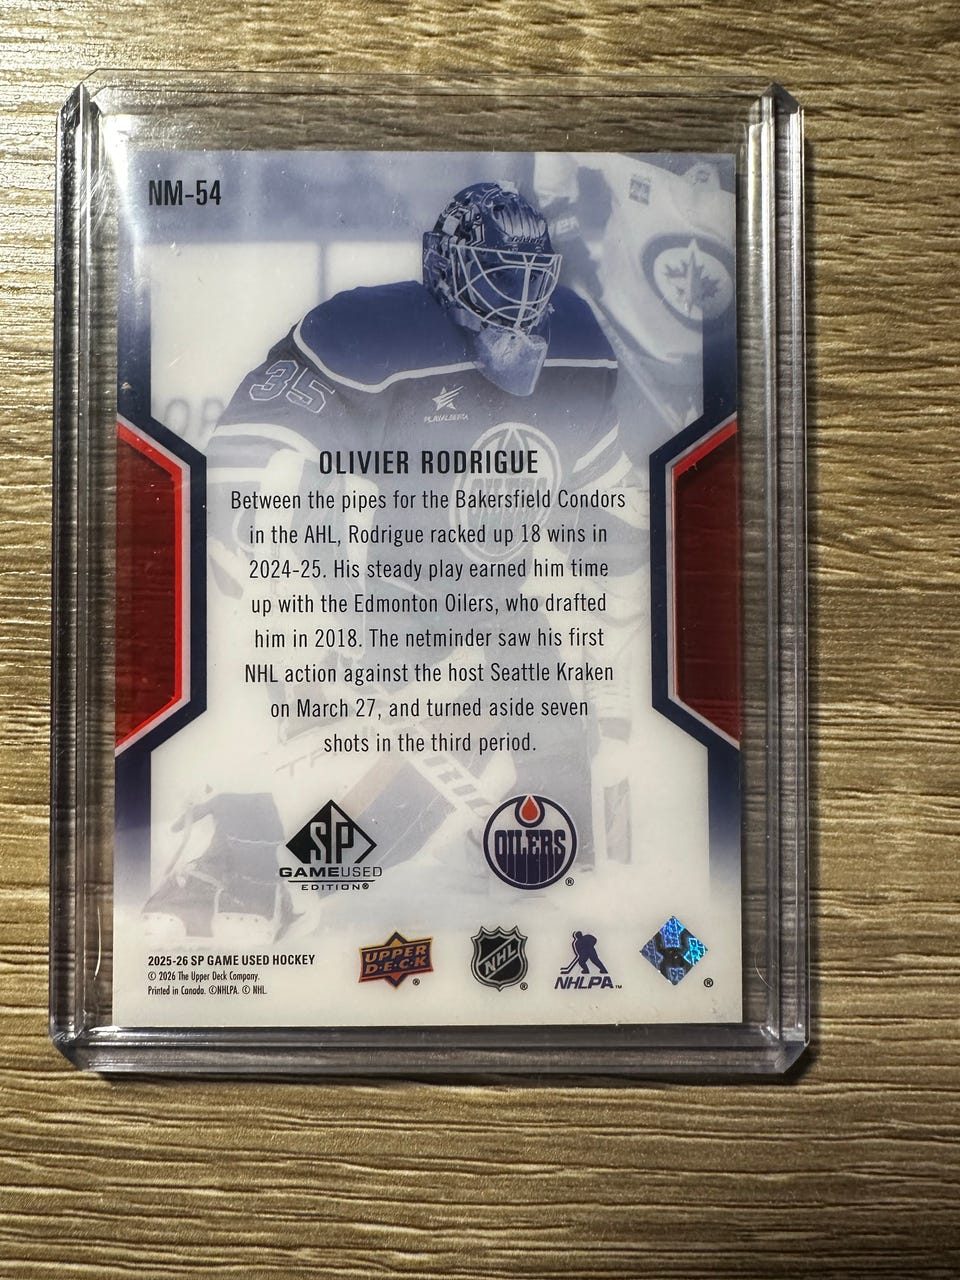 NM-54
35
PLAYALBERTA
OLIVIER RODRIGUE
Between the pipes for the Bakersfield Condors
in the AHL, Rodrigue racked up 18 wins in
2024-25. His steady play earned him time
up with the Edmonton Oilers, who drafted
him in 2018. The netminder saw his first
NHL action against the host Seattle Kraken
on March 27, and turned aside seven
shots in the third period.
SP
GAMEUSED
EDITION®
OILERS®
2025-26 SP GAME USED HOCKEY
© 2026 The Upper Deck Company.
Printed in Canada. ©NHLPA. © NHL.
UPPER
D·E·C·K®
NHL®
NHLPA™
®